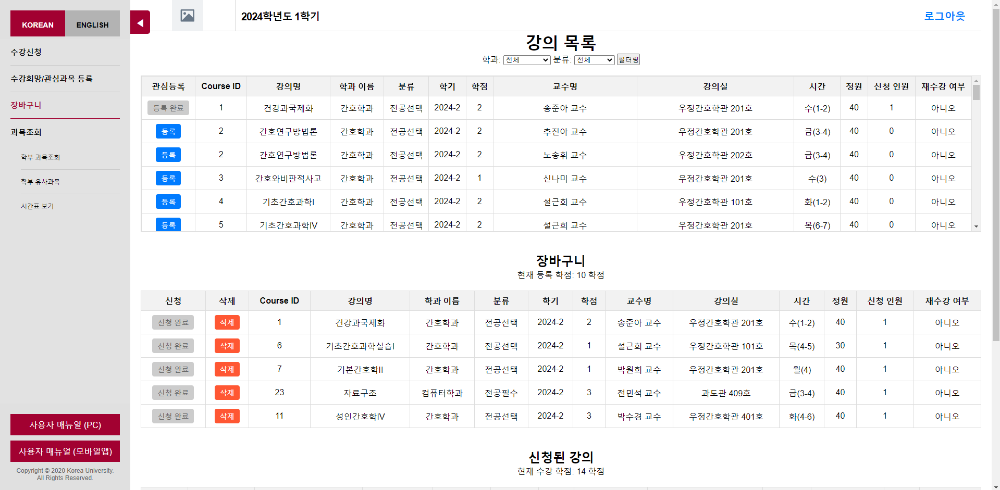 KOREAN ENGLISH
수강신청
수강희망/관심과목 등록
장바구니
과목조회
학부 과목조회
학부 유사과목
시간표 보기
사용자 매뉴얼 (PC)
사용자 매뉴얼 (모바일앱)
Copyright © 2020 Korea University.
All Rights Reserved.
2024학년도 1학기 로그아웃
강의 목록
학과: 전체 분류: 전체 필터링
관심등록 Course ID 강의명 학과 이름 분류 학기 학점 교수명 강의실 시간 정원 신청 인원 재수강 여부
등록 완료 1 건강과국제화 간호학과 전공선택 2024-2 2 송준아 교수 우정간호학관 201호 수(1-2) 40 1 아니오
등록 2 간호연구방법론 간호학과 전공선택 2024-2 2 추진아 교수 우정간호학관 201호 금(3-4) 40 0 아니오
등록 2 간호연구방법론 간호학과 전공선택 2024-2 2 노송휘 교수 우정간호학관 202호 금(3-4) 40 0 아니오
등록 3 간호와비판적사고 간호학과 전공선택 2024-2 1 신나미 교수 우정간호학관 201호 수(3) 40 0 아니오
등록 4 기초간호과학I 간호학과 전공선택 2024-2 2 설근희 교수 우정간호학관 101호 화(1-2) 40 0 아니오
등록 5 기초간호과학IV 간호학과 전공선택 2024-2 2 설근희 교수 우정간호학관 201호 목(6-7) 40 0 아니오
장바구니
현재 등록 학점: 10 학점
신청 삭제 Course ID 강의명 학과 이름 분류 학기 학점 교수명 강의실 시간 정원 신청 인원 재수강 여부
신청 완료 삭제 1 건강과국제화 간호학과 전공선택 2024-2 2 송준아 교수 우정간호학관 201호 수(1-2) 40 1 아니오
신청 완료 삭제 6 기초간호과학실습I 간호학과 전공선택 2024-2 1 설근희 교수 우정간호학관 101호 목(4-5) 30 1 아니오
신청 완료 삭제 7 기본간호학II 간호학과 전공선택 2024-2 1 박원희 교수 우정간호학관 201호 월(4) 40 1 아니오
신청 완료 삭제 23 자료구조 컴퓨터학과 전공필수 2024-2 3 전민석 교수 과도관 409호 금(3-4) 40 1 아니오
신청 완료 삭제 11 성인간호학IV 간호학과 전공선택 2024-2 3 박수경 교수 우정간호학관 401호 화(4-6) 40 1 아니오
신청된 강의
현재 수강 학점: 14 학점